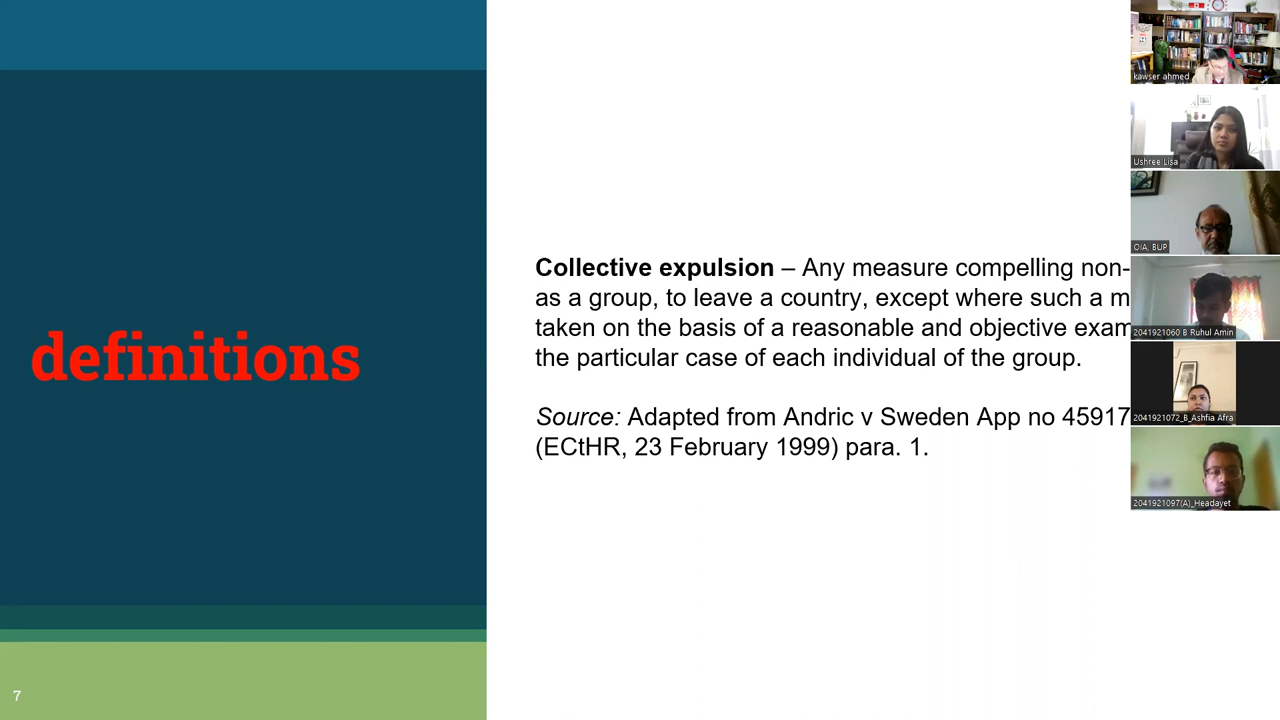 definitions
Collective expulsion – Any measure compelling non-
as a group, to leave a country, except where such a m
taken on the basis of a reasonable and objective exam
the particular case of each individual of the group.
Source: Adapted from Andric v Sweden App no 45917
(ECtHR, 23 February 1999) para. 1.
7
kawser ahmed
Ushree Lisa
OIA, BUP
2041921060 B Ruhul Amin
2041921072_B_Ashfia Afra
2041921097(A)_Headayet